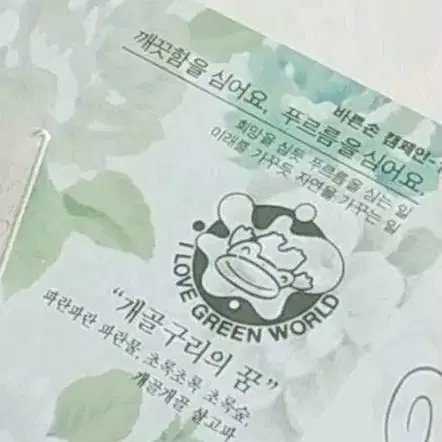 바른손 캠페인-
깨끗함을 심어요, 푸르름을 심어요.
희망을 심듯 푸르름을 심는 일
미래를 가꾸듯 자연을 가꾸는 일
I LOVE GREEN WORLD
"개골구리의 꿈"
파란파란 파란꿈, 초록초록 초록숲,
개골개골 살고파